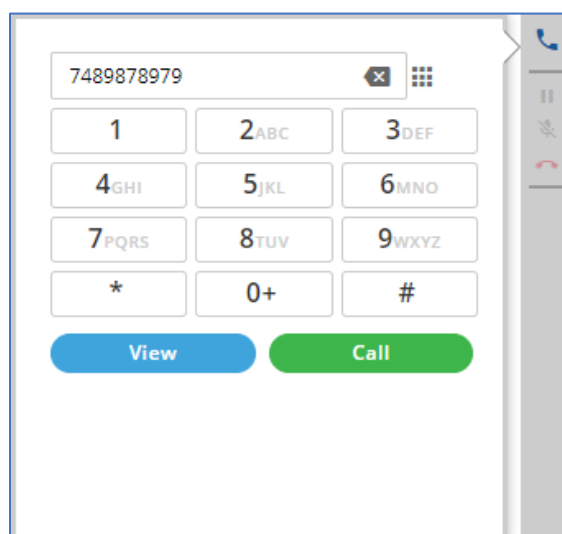 7489878979
1 2ABC 3DEF
4GHI 5JKL 6MNO
7PQRS 8TUV 9WXYZ
* 0+ #
View Call